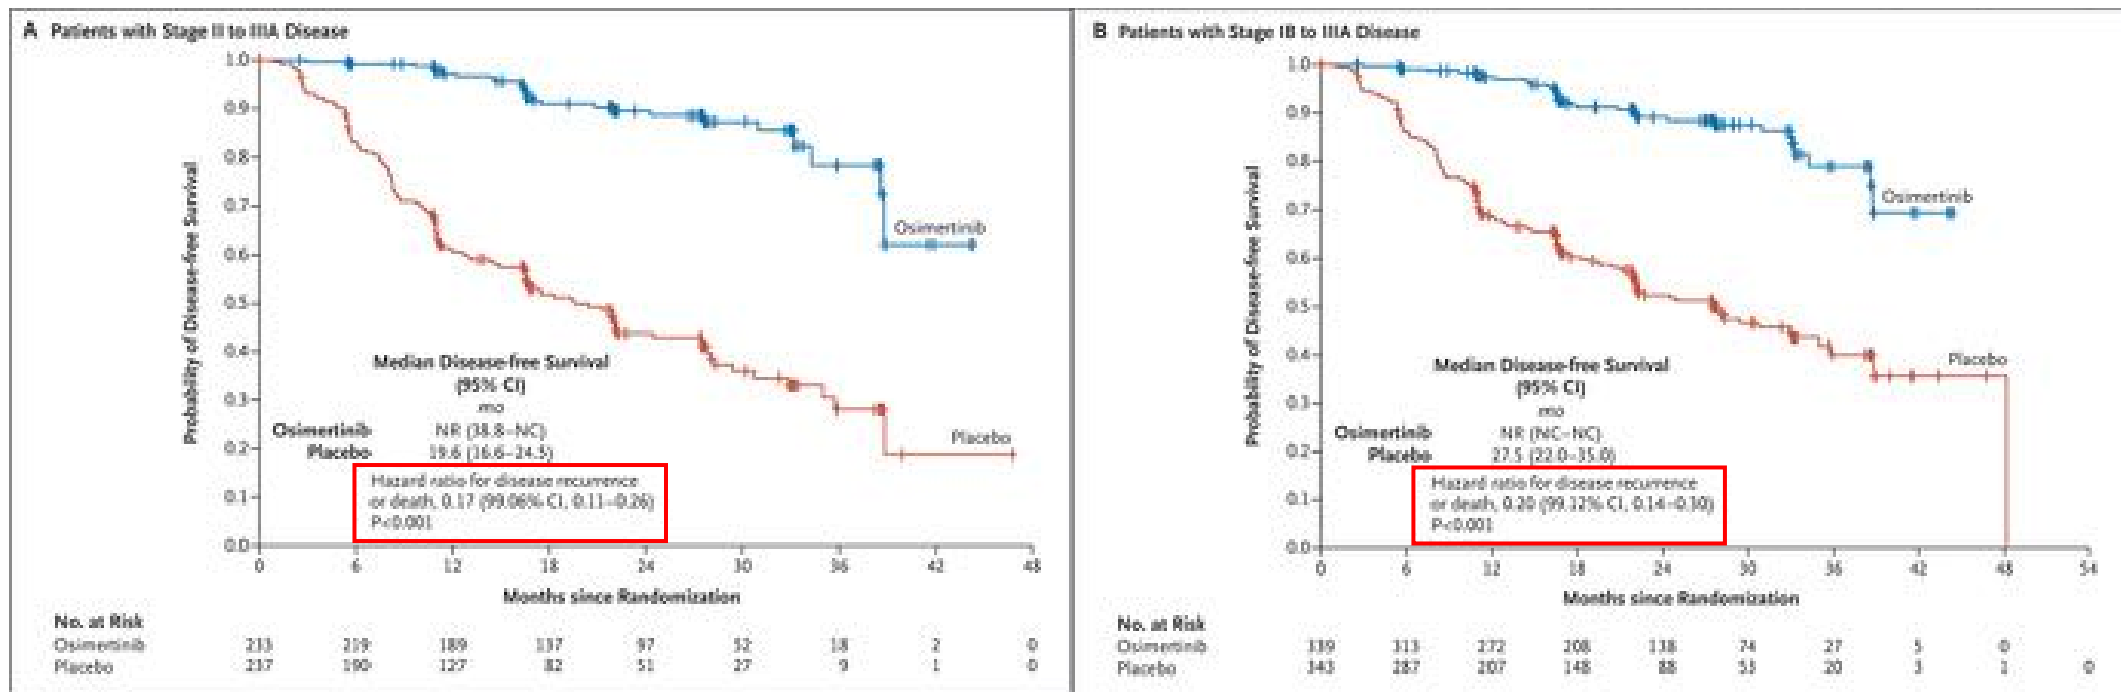 A Patients with Stage II to IIIA Disease
1.0
0.9
0.8
0.7
0.6
0.5
0.4
0.3
0.2
0.1
0.0
Probability of Disease-free Survival
Osimertinib
Placebo
Median Disease-free Survival
(95% CI)
mo
Osimertinib NR (38.8–NC)
Placebo 19.6 (16.6–24.5)
Hazard ratio for disease recurrence
or death, 0.17 (99.06% CI, 0.11–0.26)
P<0.001
0 6 12 18 24 30 36 42 48
Months since Randomization
No. at Risk
Osimertinib 233 219 189 137 97 52 18 2 0
Placebo 237 190 127 82 51 27 9 1 0
B Patients with Stage IB to IIIA Disease
1.0
0.9
0.8
0.7
0.6
0.5
0.4
0.3
0.2
0.1
0.0
Probability of Disease-free Survival
Osimertinib
Placebo
Median Disease-free Survival
(95% CI)
mo
Osimertinib NR (NC–NC)
Placebo 27.5 (22.0–35.0)
Hazard ratio for disease recurrence
or death, 0.20 (99.12% CI, 0.14–0.30)
P<0.001
0 6 12 18 24 30 36 42 48 54
Months since Randomization
No. at Risk
Osimertinib 339 313 272 208 138 74 27 5 0
Placebo 343 287 207 148 88 53 20 3 1 0